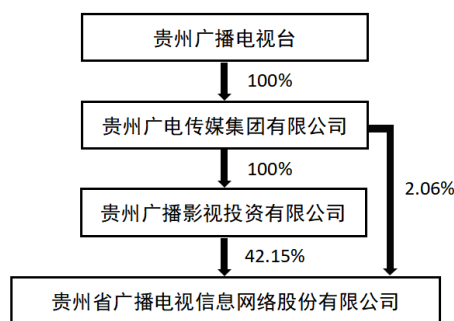 贵州广播电视台
100%
贵州广电传媒集团有限公司
100%
2.06%
贵州广播影视投资有限公司
42.15%
贵州省广播电视信息网络股份有限公司